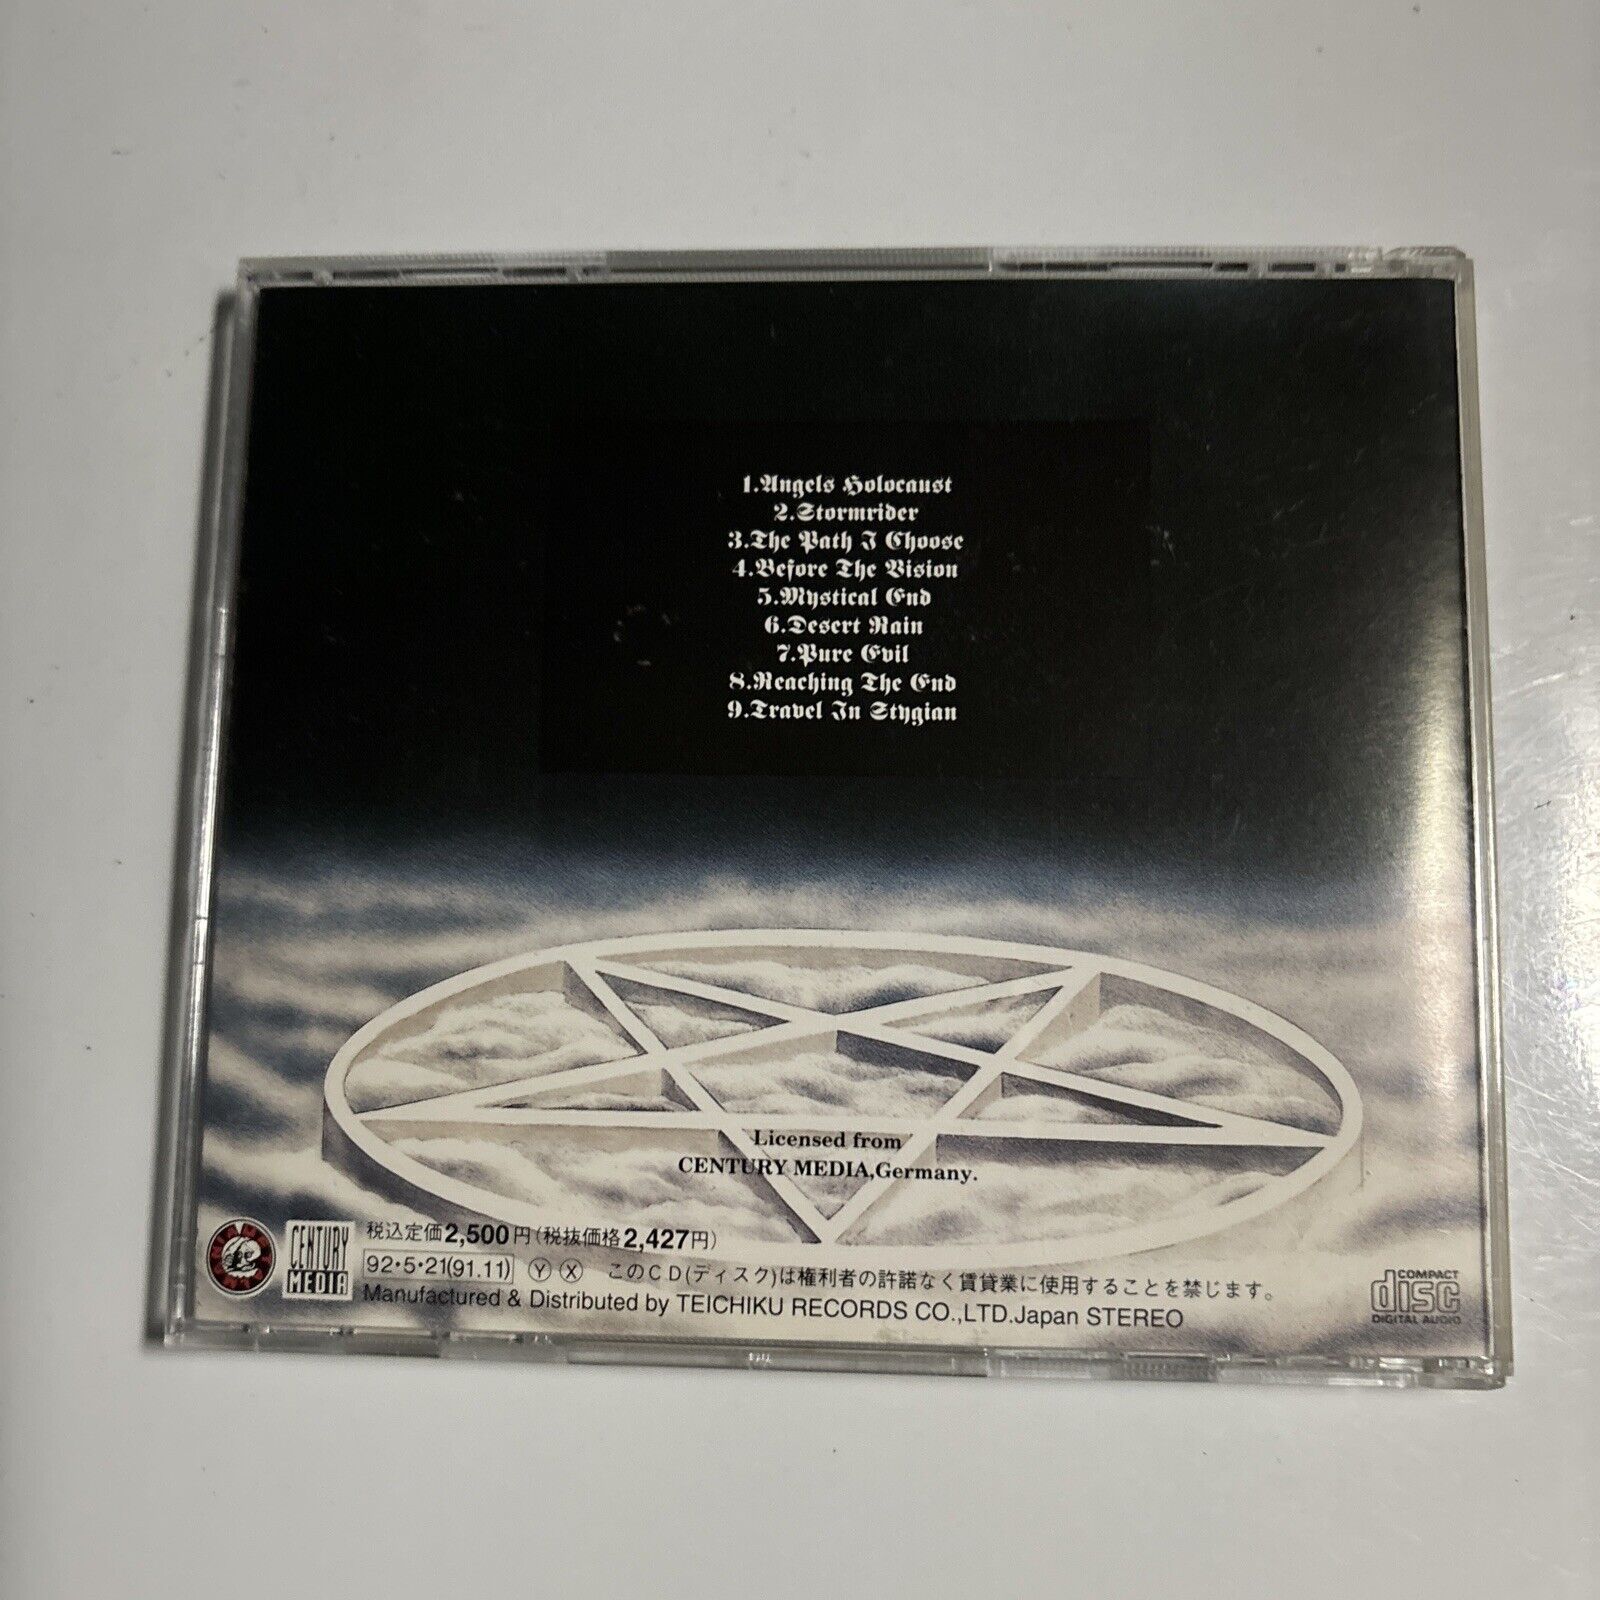 1.Angels Holocaust
2.Stormrider
3.The Path I Choose
4.Before The Vision
5.Mystical End
6.Desert Rain
7.Pure Evil
8.Reaching The End
9.Travel In Stygian
Licensed from
CENTURY MEDIA,Germany.
CENTURY
MEDIA
税込定価2,500円(税抜価格2,427円)
92・5・21(91.11) Ⓨ Ⓧ このCD(ディスク)は権利者の許諾なく賃貸業に使用することを禁じます。
Manufactured & Distributed by TEICHIKU RECORDS CO.,LTD.Japan STEREO
COMPACT
disc
DIGITAL AUDIO